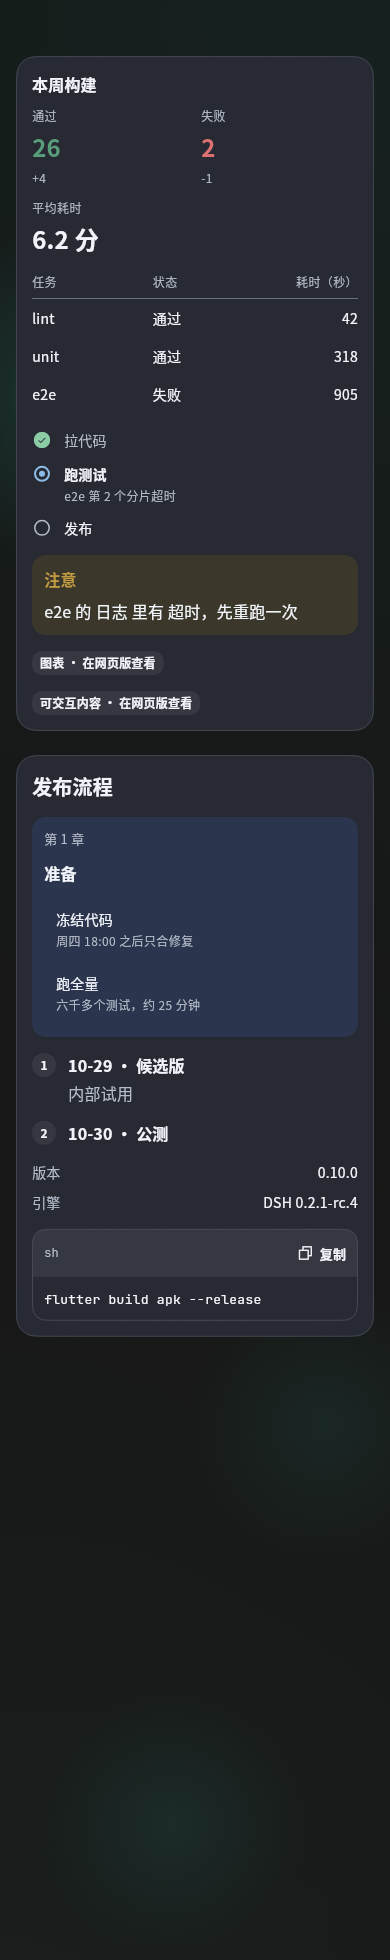 本周构建
通过 失败
26 2
+4 -1
平均耗时
6.2 分
任务 状态 耗时（秒）
lint 通过 42
unit 通过 318
e2e 失败 905
拉代码
跑测试
e2e 第 2 个分片超时
发布
注意
e2e 的 日志 里有 超时，先重跑一次
图表 · 在网页版查看
可交互内容 · 在网页版查看
发布流程
第 1 章
准备
冻结代码
周四 18:00 之后只合修复
跑全量
六千多个测试，约 25 分钟
1 10-29 · 候选版
内部试用
2 10-30 · 公测
版本 0.10.0
引擎 DSH 0.2.1-rc.4
sh 复制
flutter build apk --release